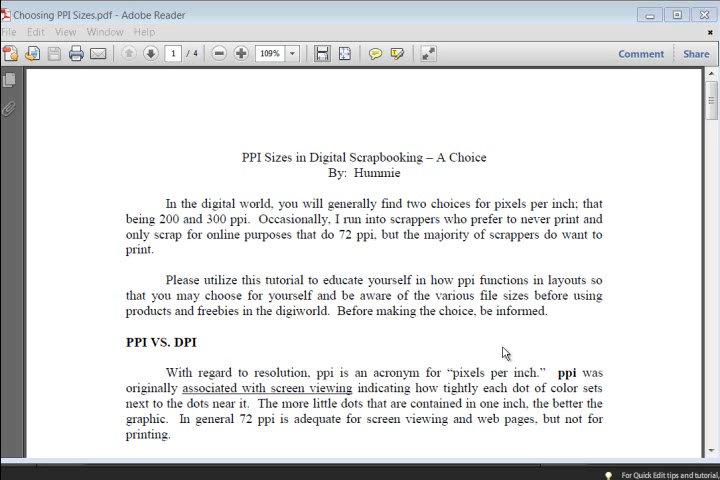 Choosing PPI Sizes.pdf - Adobe Reader
File Edit View Window Help
1 / 4 109% Comment Share
PPI Sizes in Digital Scrapbooking – A Choice
By: Hummie
In the digital world, you will generally find two choices for pixels per inch; that
being 200 and 300 ppi. Occasionally, I run into scrappers who prefer to never print and
only scrap for online purposes that do 72 ppi, but the majority of scrappers do want to
print.
Please utilize this tutorial to educate yourself in how ppi functions in layouts so
that you may choose for yourself and be aware of the various file sizes before using
products and freebies in the digiworld. Before making the choice, be informed.
PPI VS. DPI
With regard to resolution, ppi is an acronym for “pixels per inch.” ppi was
originally associated with screen viewing indicating how tightly each dot of color sets
next to the dots near it. The more little dots that are contained in one inch, the better the
graphic. In general 72 ppi is adequate for screen viewing and web pages, but not for
printing.
For Quick Edit tips and tutorial,